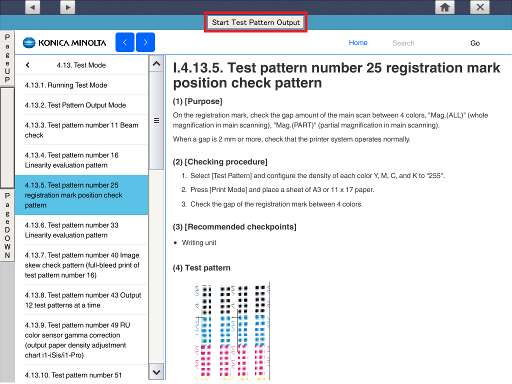 Start Test Pattern Output
Page UP
Page DOWN
KONICA MINOLTA
Home
Search
Go
4.13. Test Mode
4.13.1. Running Test Mode
4.13.2. Test Pattern Output Mode
4.13.3. Test pattern number 11 Beam
check
4.13.4. Test pattern number 16
Linearity evaluation pattern
4.13.5. Test pattern number 25
registration mark position check
pattern
4.13.6. Test pattern number 33
Linearity evaluation pattern
4.13.7. Test pattern number 40 Image
skew check pattern (full-bleed print of
test pattern number 16)
4.13.8. Test pattern number 43 Output
12 test patterns at a time
4.13.9. Test pattern number 49 RU
color sensor gamma correction
(output paper density adjustment
chart i1-iSis/i1-Pro)
4.13.10. Test pattern number 51
I.4.13.5. Test pattern number 25 registration mark
position check pattern
(1) [Purpose]
On the registration mark, check the gap amount of the main scan between 4 colors, "Mag.(ALL)" (whole
magnification in main scanning), "Mag.(PART)" (partial magnification in main scanning).
When a gap is 2 mm or more, check that the printer system operates normally.
(2) [Checking procedure]
1. Select [Test Pattern] and configure the density of each color Y, M, C, and K to "255".
2. Press [Print Mode] and place a sheet of A3 or 11 x 17 paper.
3. Check the gap of the registration mark between 4 colors.
(3) [Recommended checkpoints]
• Writing unit
(4) Test pattern